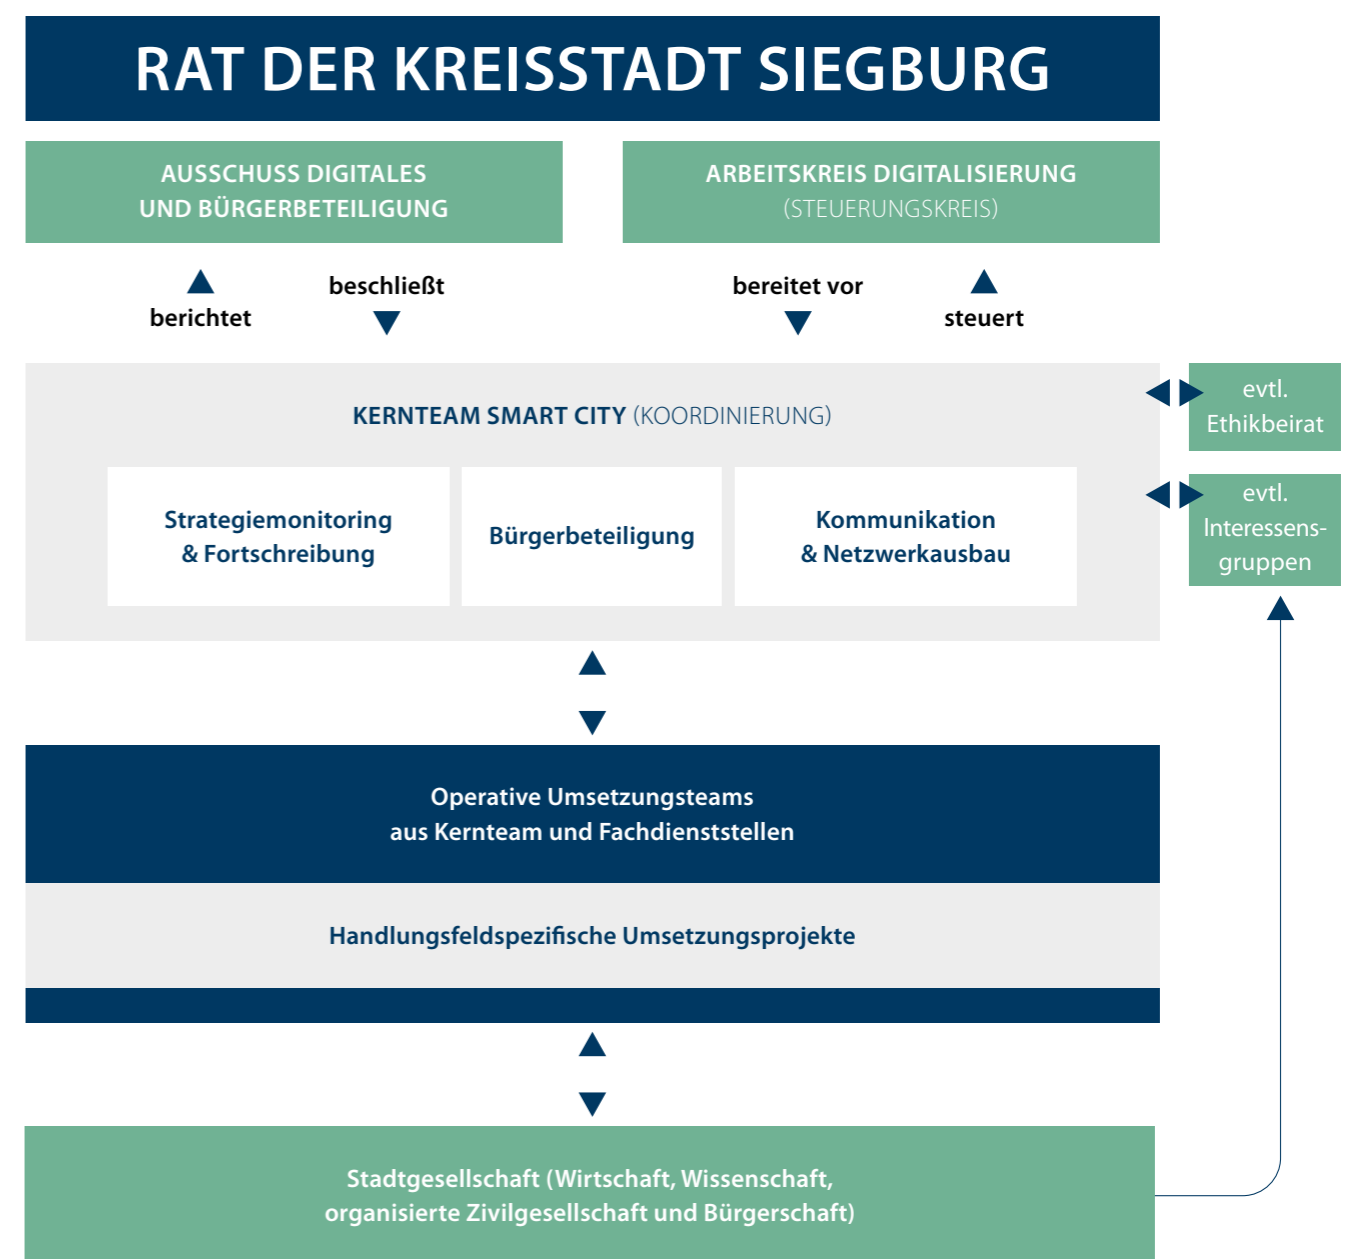 RAT DER KREISSTADT SIEGBURG
AUSSCHUSS DIGITALES
UND BÜRGERBETEILIGUNG
ARBEITSKREIS DIGITALISIERUNG
(STEUERUNGSKREIS)
berichtet
beschließt
bereitet vor
steuert
KERNTEAM SMART CITY (KOORDINIERUNG)
Strategiemonitoring
& Fortschreibung
Bürgerbeteiligung
Kommunikation
& Netzwerkausbau
evtl.
Ethikbeirat
evtl.
Interessens-
gruppen
Operative Umsetzungsteams
aus Kernteam und Fachdienststellen
Handlungsfeldspezifische Umsetzungsprojekte
Stadtgesellschaft (Wirtschaft, Wissenschaft,
organisierte Zivilgesellschaft und Bürgerschaft)